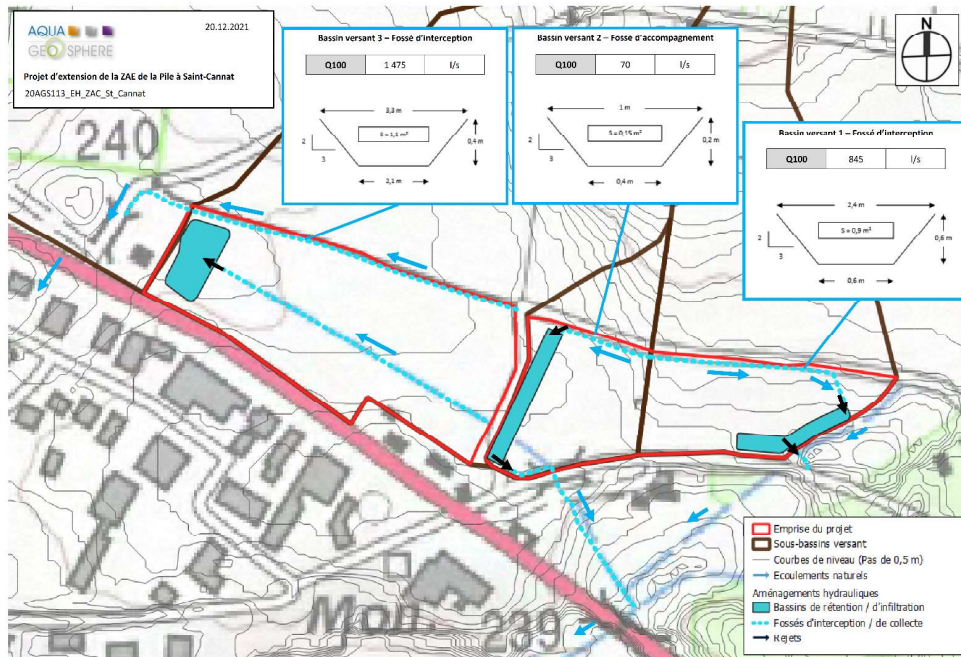 AQUA
GEOSPHERE
20.12.2021
Projet d'extension de la ZAE de la Pile à Saint-Cannat
20AGS113_EH_ZAC_St_Cannat
Bassin versant 3 – Fossé d'interception
Q100 1 475 l/s
3,3 m
S = 1,1 m²
0,4 m
2
3
2,1 m
Bassin versant 2 – Fossé d'accompagnement
Q100 70 l/s
1 m
S = 0,15 m²
0,2 m
2
3
0,4 m
Bassin versant 1 – Fossé d'interception
Q100 845 l/s
2,4 m
S = 0,9 m²
0,6 m
2
3
0,6 m
N
240
Mou.
239
Emprise du projet
Sous-bassins versant
Courbes de niveau (Pas de 0,5 m)
Ecoulements naturels
Aménagements hydrauliques
Bassins de rétention / d'infiltration
Fossés d'interception / de collecte
Rejets